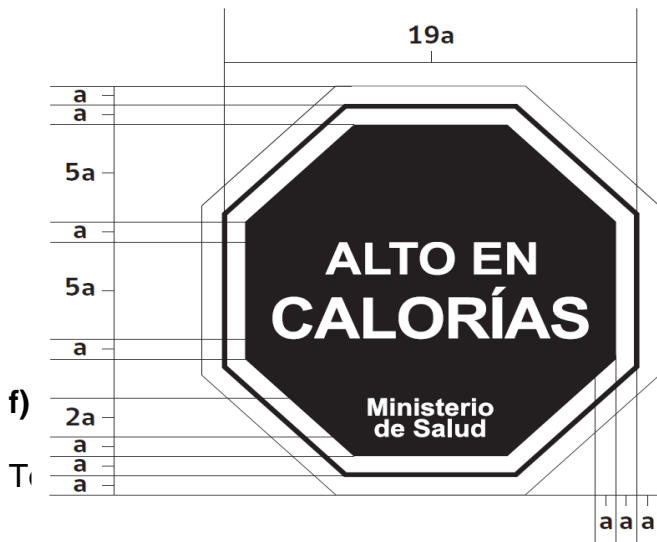 19a
a
a
5a
a
5a
a
2a
a
a
a
ALTO EN
CALORÍAS
Ministerio
de Salud
f)
a a a